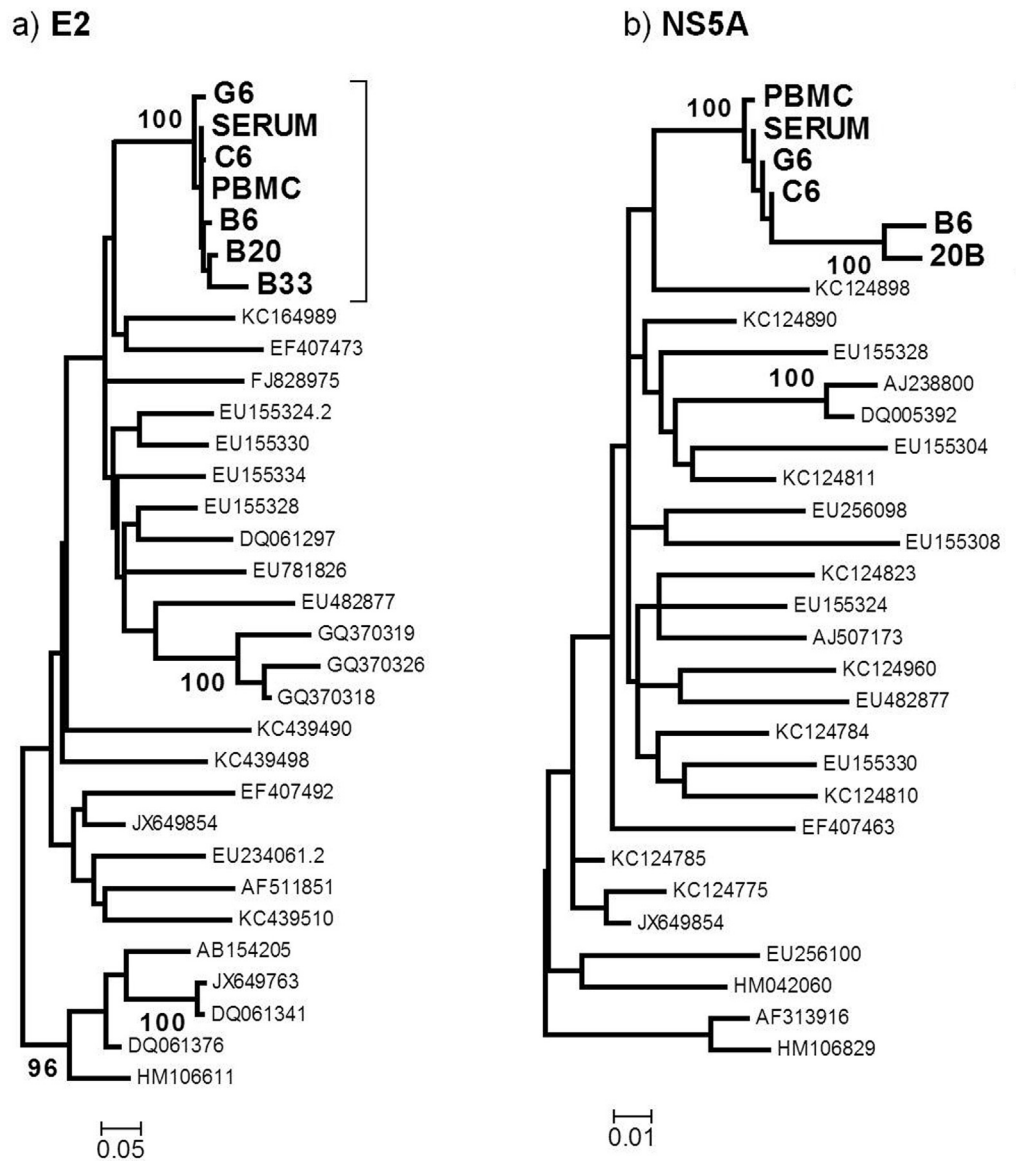 a) E2
G6
100
SERUM
C6
PBMC
B6
B20
B33
KC164989
EF407473
FJ828975
EU155324.2
EU155330
EU155334
EU155328
DQ061297
EU781826
EU482877
GQ370319
GQ370326
100
GQ370318
KC439490
KC439498
EF407492
JX649854
EU234061.2
AF511851
KC439510
AB154205
JX649763
100
DQ061341
DQ061376
96
HM106611
0.05
b) NS5A
PBMC
100
SERUM
G6
C6
B6
20B
100
KC124898
KC124890
EU155328
100
AJ238800
DQ005392
EU155304
KC124811
EU256098
EU155308
KC124823
EU155324
AJ507173
KC124960
EU482877
KC124784
EU155330
KC124810
EF407463
KC124785
KC124775
JX649854
EU256100
HM042060
AF313916
HM106829
0.01